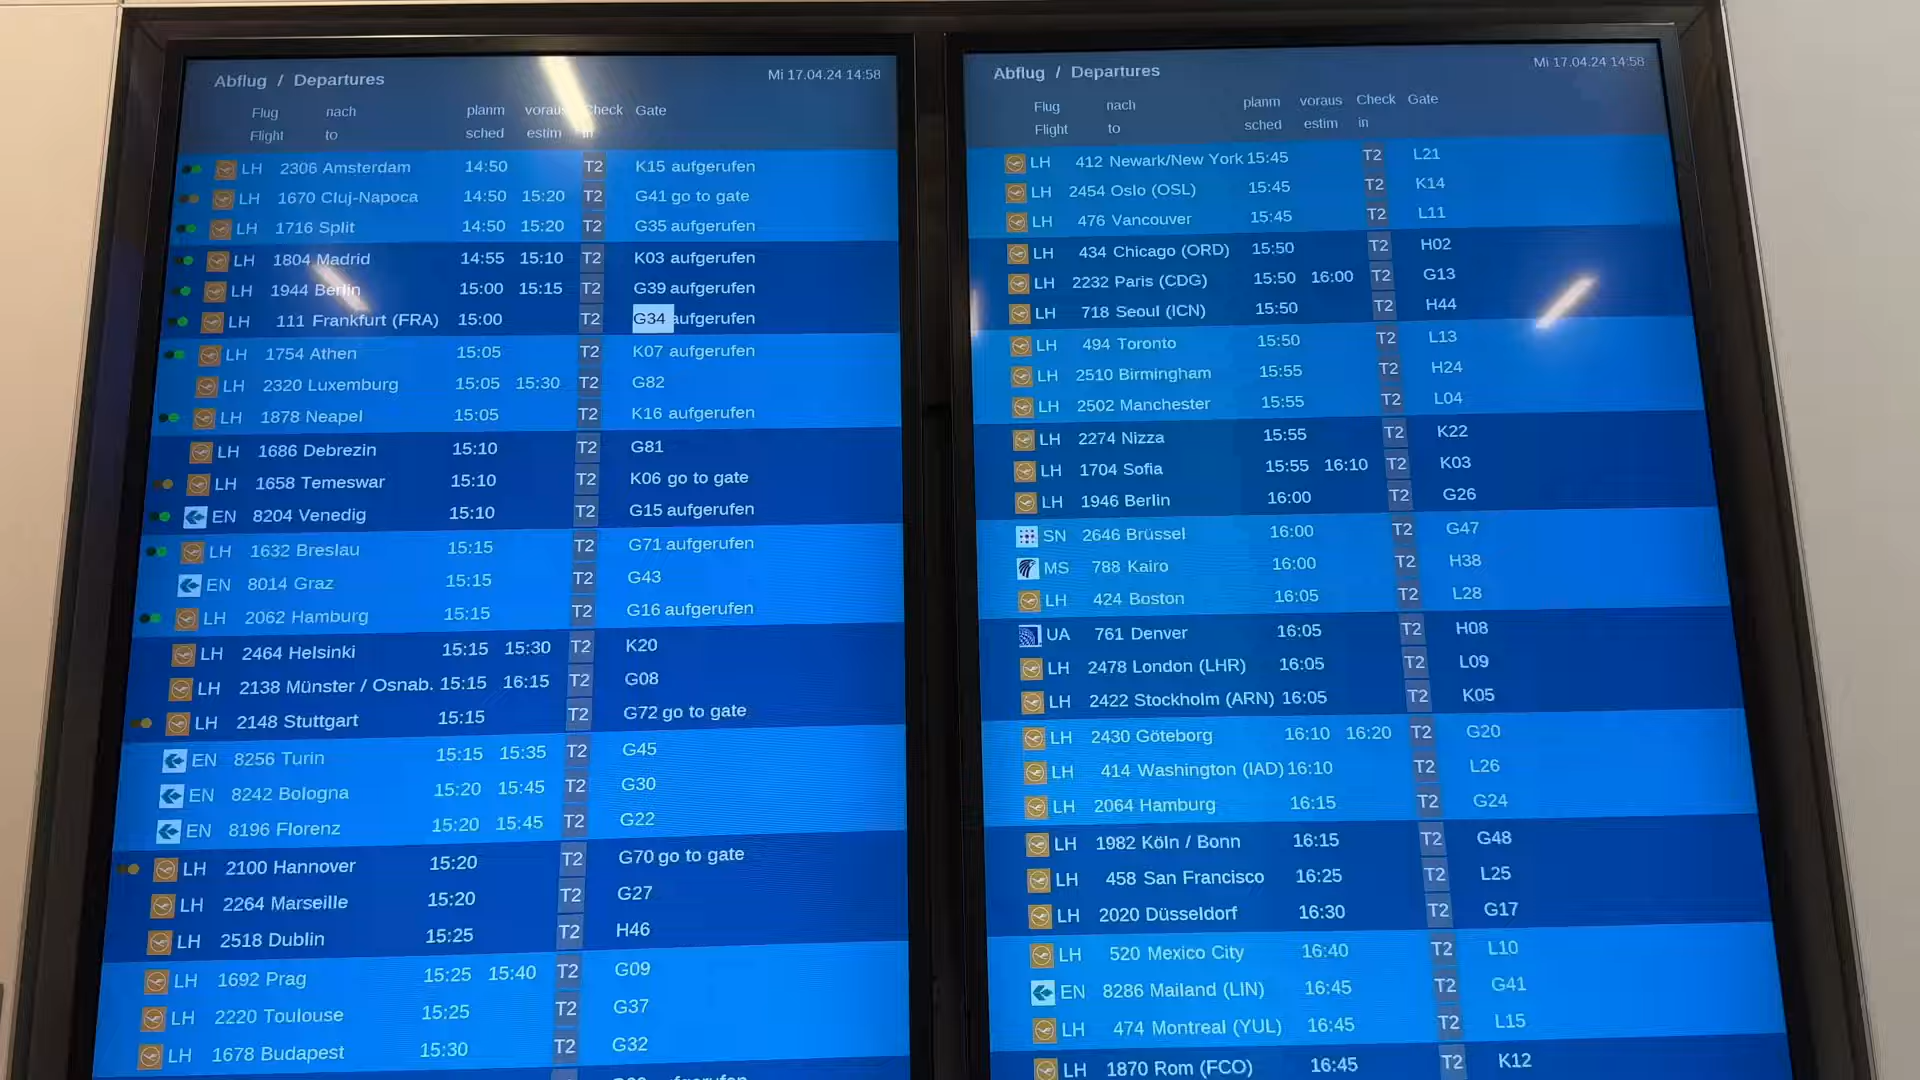 Abflug / Departures Mi 17.04.24 14:58
Flug nach planm voraus Check Gate
Flight to sched estim in
LH 2306 Amsterdam 14:50 T2 K15 aufgerufen
LH 1670 Cluj-Napoca 14:50 15:20 T2 G41 go to gate
LH 1716 Split 14:50 15:20 T2 G35 aufgerufen
LH 1804 Madrid 14:55 15:10 T2 K03 aufgerufen
LH 1944 Berlin 15:00 15:15 T2 G39 aufgerufen
LH 111 Frankfurt (FRA) 15:00 T2 G34 aufgerufen
LH 1754 Athen 15:05 T2 K07 aufgerufen
LH 2320 Luxemburg 15:05 15:30 T2 G82
LH 1878 Neapel 15:05 T2 K16 aufgerufen
LH 1686 Debrezin 15:10 T2 G81
LH 1658 Temeswar 15:10 T2 K06 go to gate
EN 8204 Venedig 15:10 T2 G15 aufgerufen
LH 1632 Breslau 15:15 T2 G71 aufgerufen
EN 8014 Graz 15:15 T2 G43
LH 2062 Hamburg 15:15 T2 G16 aufgerufen
LH 2464 Helsinki 15:15 15:30 T2 K20
LH 2138 Münster / Osnab. 15:15 16:15 T2 G08
LH 2148 Stuttgart 15:15 T2 G72 go to gate
EN 8256 Turin 15:15 15:35 T2 G45
EN 8242 Bologna 15:20 15:45 T2 G30
EN 8196 Florenz 15:20 15:45 T2 G22
LH 2100 Hannover 15:20 T2 G70 go to gate
LH 2264 Marseille 15:20 T2 G27
LH 2518 Dublin 15:25 T2 H46
LH 1692 Prag 15:25 15:40 T2 G09
LH 2220 Toulouse 15:25 T2 G37
LH 1678 Budapest 15:30 T2 G32
Abflug / Departures Mi 17.04.24 14:58
Flug nach planm voraus Check Gate
Flight to sched estim in
LH 412 Newark/New York 15:45 T2 L21
LH 2454 Oslo (OSL) 15:45 T2 K14
LH 476 Vancouver 15:45 T2 L11
LH 434 Chicago (ORD) 15:50 T2 H02
LH 2232 Paris (CDG) 15:50 16:00 T2 G13
LH 718 Seoul (ICN) 15:50 T2 H44
LH 494 Toronto 15:50 T2 L13
LH 2510 Birmingham 15:55 T2 H24
LH 2502 Manchester 15:55 T2 L04
LH 2274 Nizza 15:55 T2 K22
LH 1704 Sofia 15:55 16:10 T2 K03
LH 1946 Berlin 16:00 T2 G26
SN 2646 Brüssel 16:00 T2 G47
MS 788 Kairo 16:00 T2 H38
LH 424 Boston 16:05 T2 L28
UA 761 Denver 16:05 T2 H08
LH 2478 London (LHR) 16:05 T2 L09
LH 2422 Stockholm (ARN) 16:05 T2 K05
LH 2430 Göteborg 16:10 16:20 T2 G20
LH 414 Washington (IAD) 16:10 T2 L26
LH 2064 Hamburg 16:15 T2 G24
LH 1982 Köln / Bonn 16:15 T2 G48
LH 458 San Francisco 16:25 T2 L25
LH 2020 Düsseldorf 16:30 T2 G17
LH 520 Mexico City 16:40 T2 L10
EN 8286 Mailand (LIN) 16:45 T2 G41
LH 474 Montreal (YUL) 16:45 T2 L15
LH 1870 Rom (FCO) 16:45 T2 K12